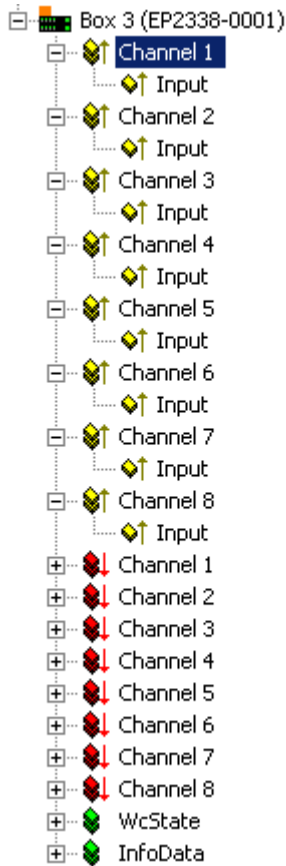 Box 3 (EP2338-0001)
Channel 1
Input
Channel 2
Input
Channel 3
Input
Channel 4
Input
Channel 5
Input
Channel 6
Input
Channel 7
Input
Channel 8
Input
Channel 1
Channel 2
Channel 3
Channel 4
Channel 5
Channel 6
Channel 7
Channel 8
WcState
InfoData